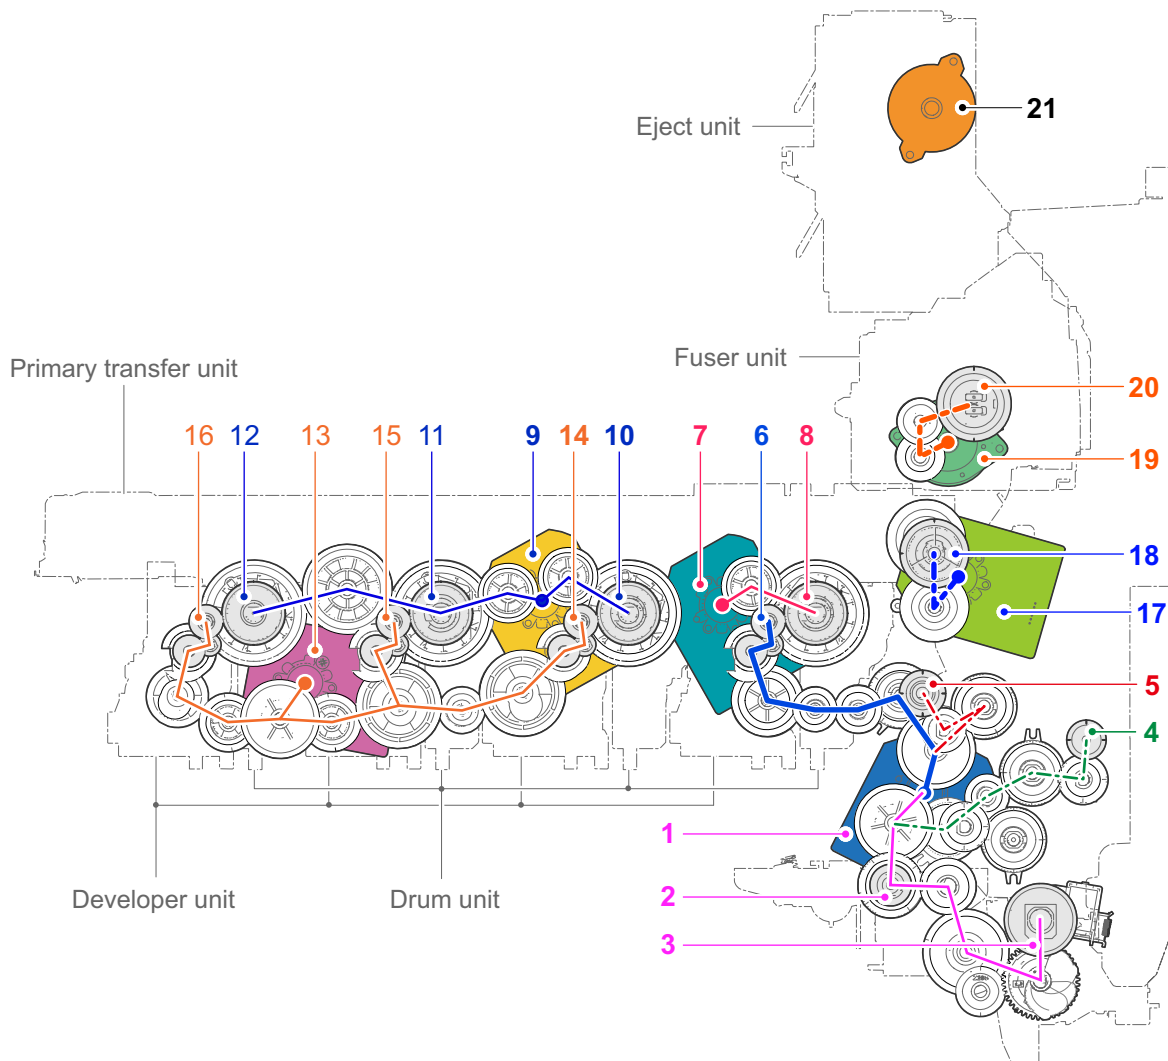 21
Eject unit
Fuser unit
Primary transfer unit
20
16 12 13 15 11 9 14 10 7 6 8
19
18
17
5
4
1
2
Developer unit
Drum unit
3